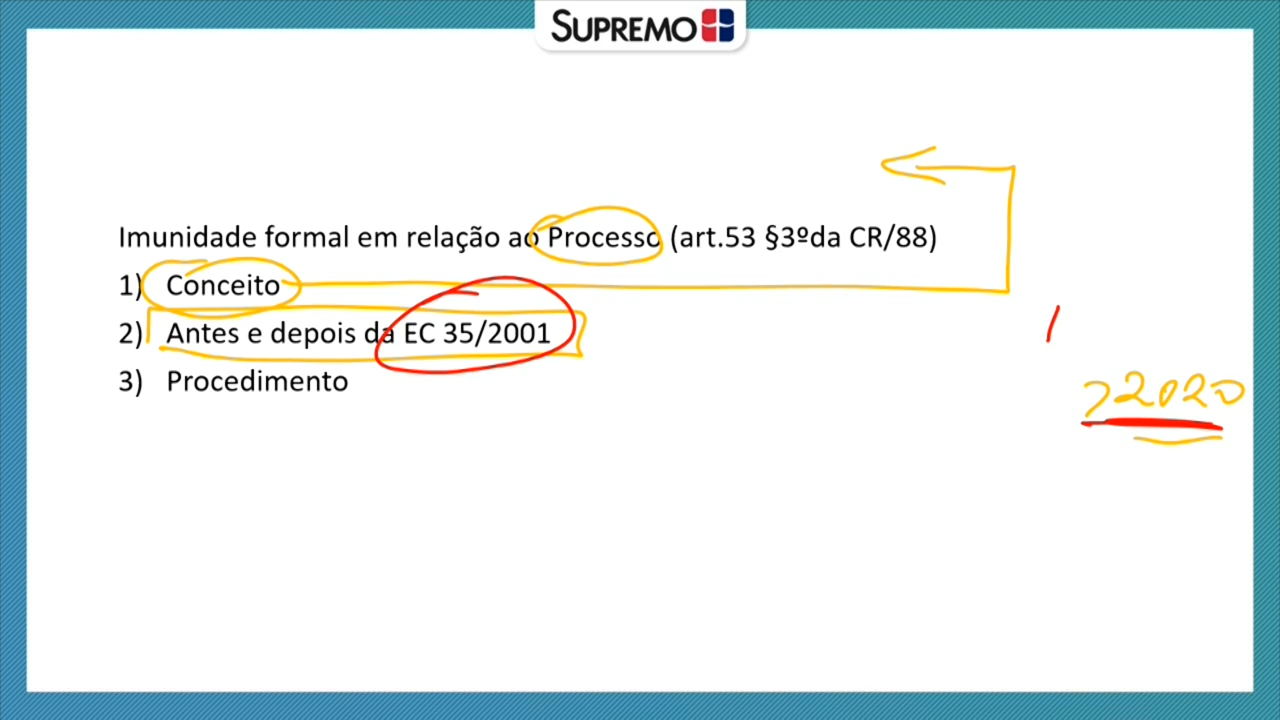 SUPREMO
Imunidade formal em relação ao Processo (art.53 §3ºda CR/88)
1) Conceito
2) Antes e depois da EC 35/2001
3) Procedimento
2020